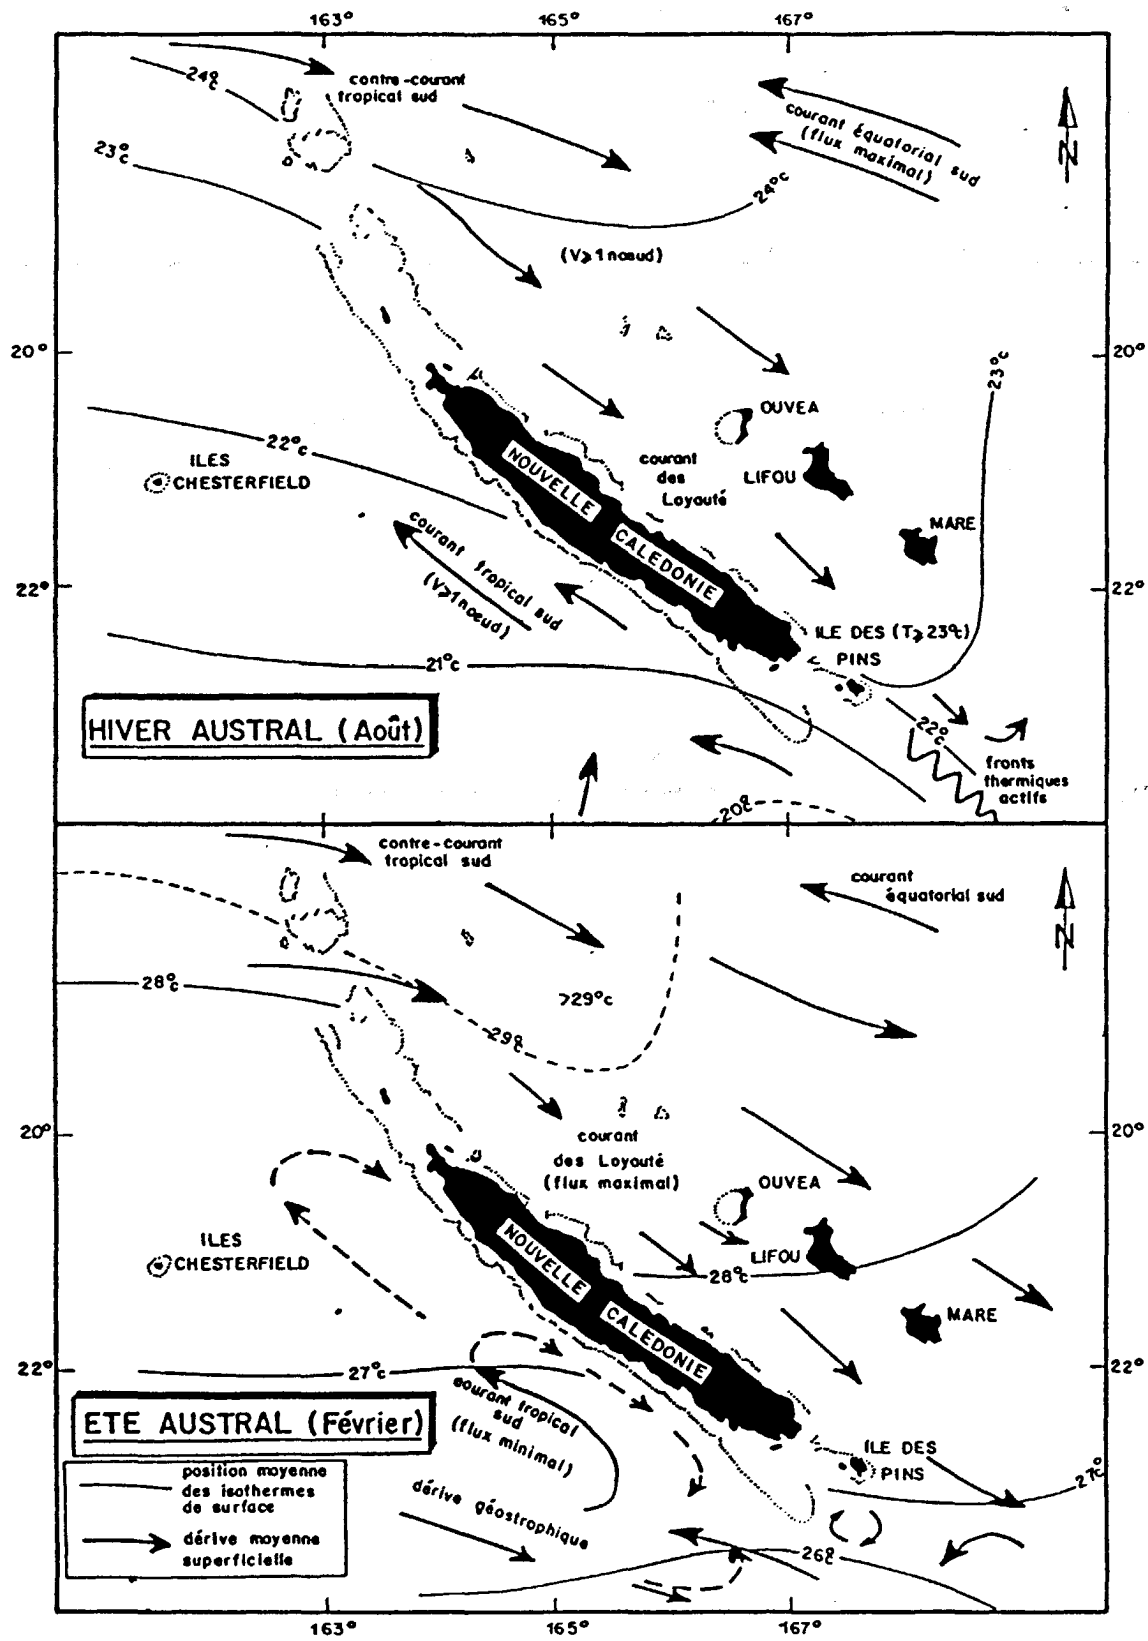 163° 165° 167°
24°c
contre-courant
tropical sud
courant équatorial sud
(flux maximal)
N
23°c
24°c
(V⩾1nœud)
20° 20°
23°c
OUVEA
22°c
ILES
CHESTERFIELD
NOUVELLE
CALEDONIE
courant
des
Loyauté
LIFOU
MARE
courant tropical sud
(V⩾1nœud)
22° 22°
ILE DES (T⩾23°c)
PINS
21°c
HIVER AUSTRAL (Août)
22°c
fronts
thermiques
actifs
20°c
contre-courant
tropical sud
courant
équatorial sud
N
28°c
>29°c
29°c
20° 20°
courant
des Loyauté
(flux maximal)
OUVEA
ILES
CHESTERFIELD
NOUVELLE
CALEDONIE
LIFOU
28°c
MARE
22° 22°
27°c
courant tropical
sud
(flux minimal)
ETE AUSTRAL (Février)
ILE DES
PINS
27°c
position moyenne
des isothermes
de surface
dérive géostrophique
dérive moyenne
superficielle
26°c
163° 165° 167°